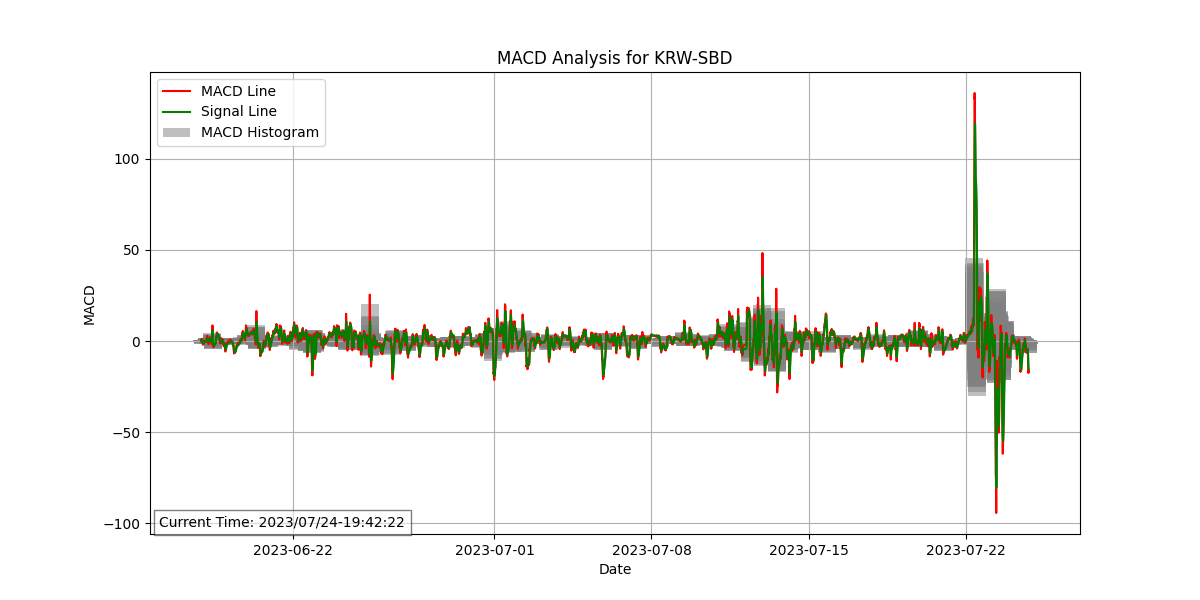 MACD Analysis for KRW-SBD
MACD Line
Signal Line
MACD Histogram
MACD
100
50
0
−50
−100
Current Time: 2023/07/24-19:42:22
2023-06-22
2023-07-01
2023-07-08
2023-07-15
2023-07-22
Date